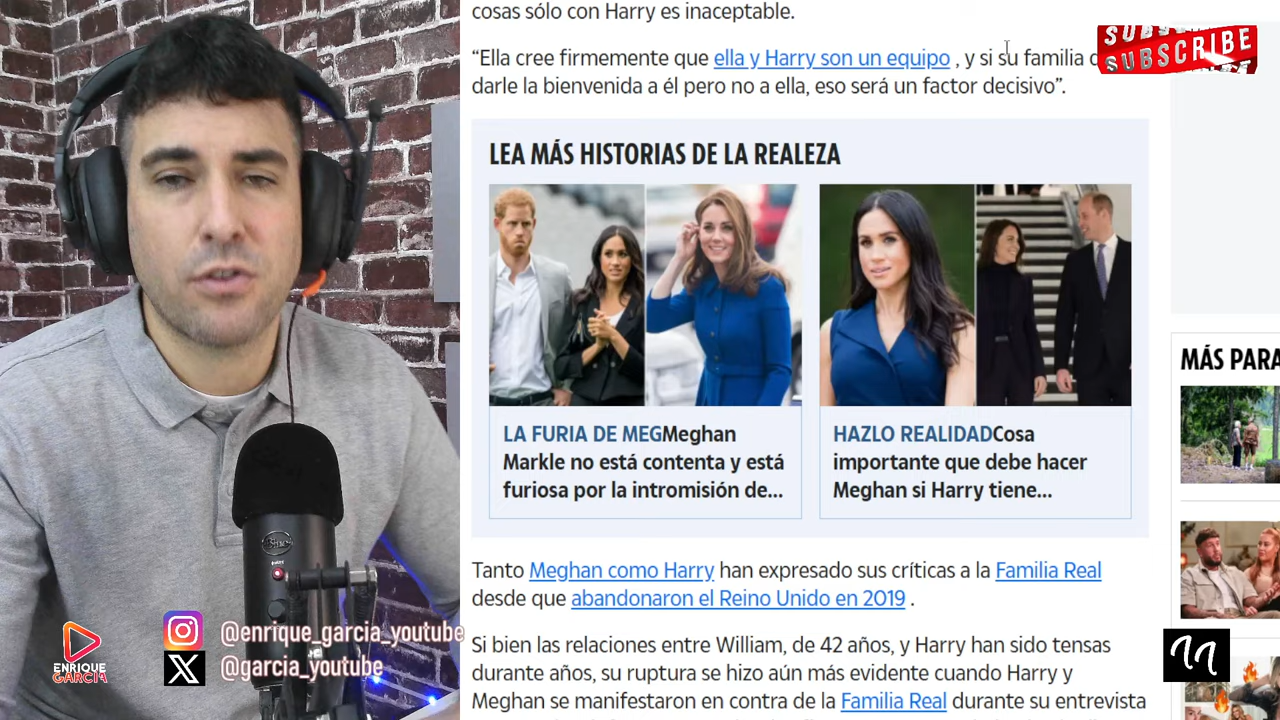 cosas sólo con Harry es inaceptable.
“Ella cree firmemente que ella y Harry son un equipo , y si su familia
darle la bienvenida a él pero no a ella, eso será un factor decisivo”.
SUBSCRIBE
SUBSCRIBE
LEA MÁS HISTORIAS DE LA REALEZA
LA FURIA DE MEGMeghan
Markle no está contenta y está
furiosa por la intromisión de...
HAZLO REALIDADCosa
importante que debe hacer
Meghan si Harry tiene...
MÁS PARA
Tanto Meghan como Harry han expresado sus críticas a la Familia Real
desde que abandonaron el Reino Unido en 2019 .
Si bien las relaciones entre William, de 42 años, y Harry han sido tensas
durante años, su ruptura se hizo aún más evidente cuando Harry y
Meghan se manifestaron en contra de la Familia Real durante su entrevista
@enrique_garcia_youtube
@garcia_youtube
ENRIQUE
GARCIA